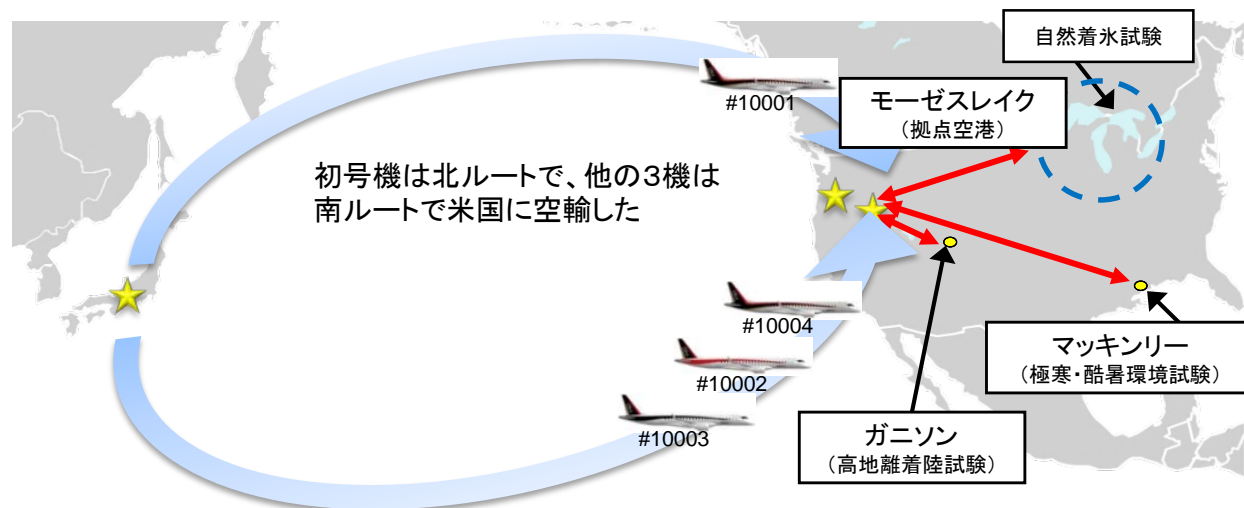 自然着氷試験
#10001
モーゼスレイク
（拠点空港）
初号機は北ルートで、他の３機は
南ルートで米国に空輸した
#10004
#10002
#10003
マッキンリー
（極寒・酷暑環境試験）
ガニソン
（高地離着陸試験）